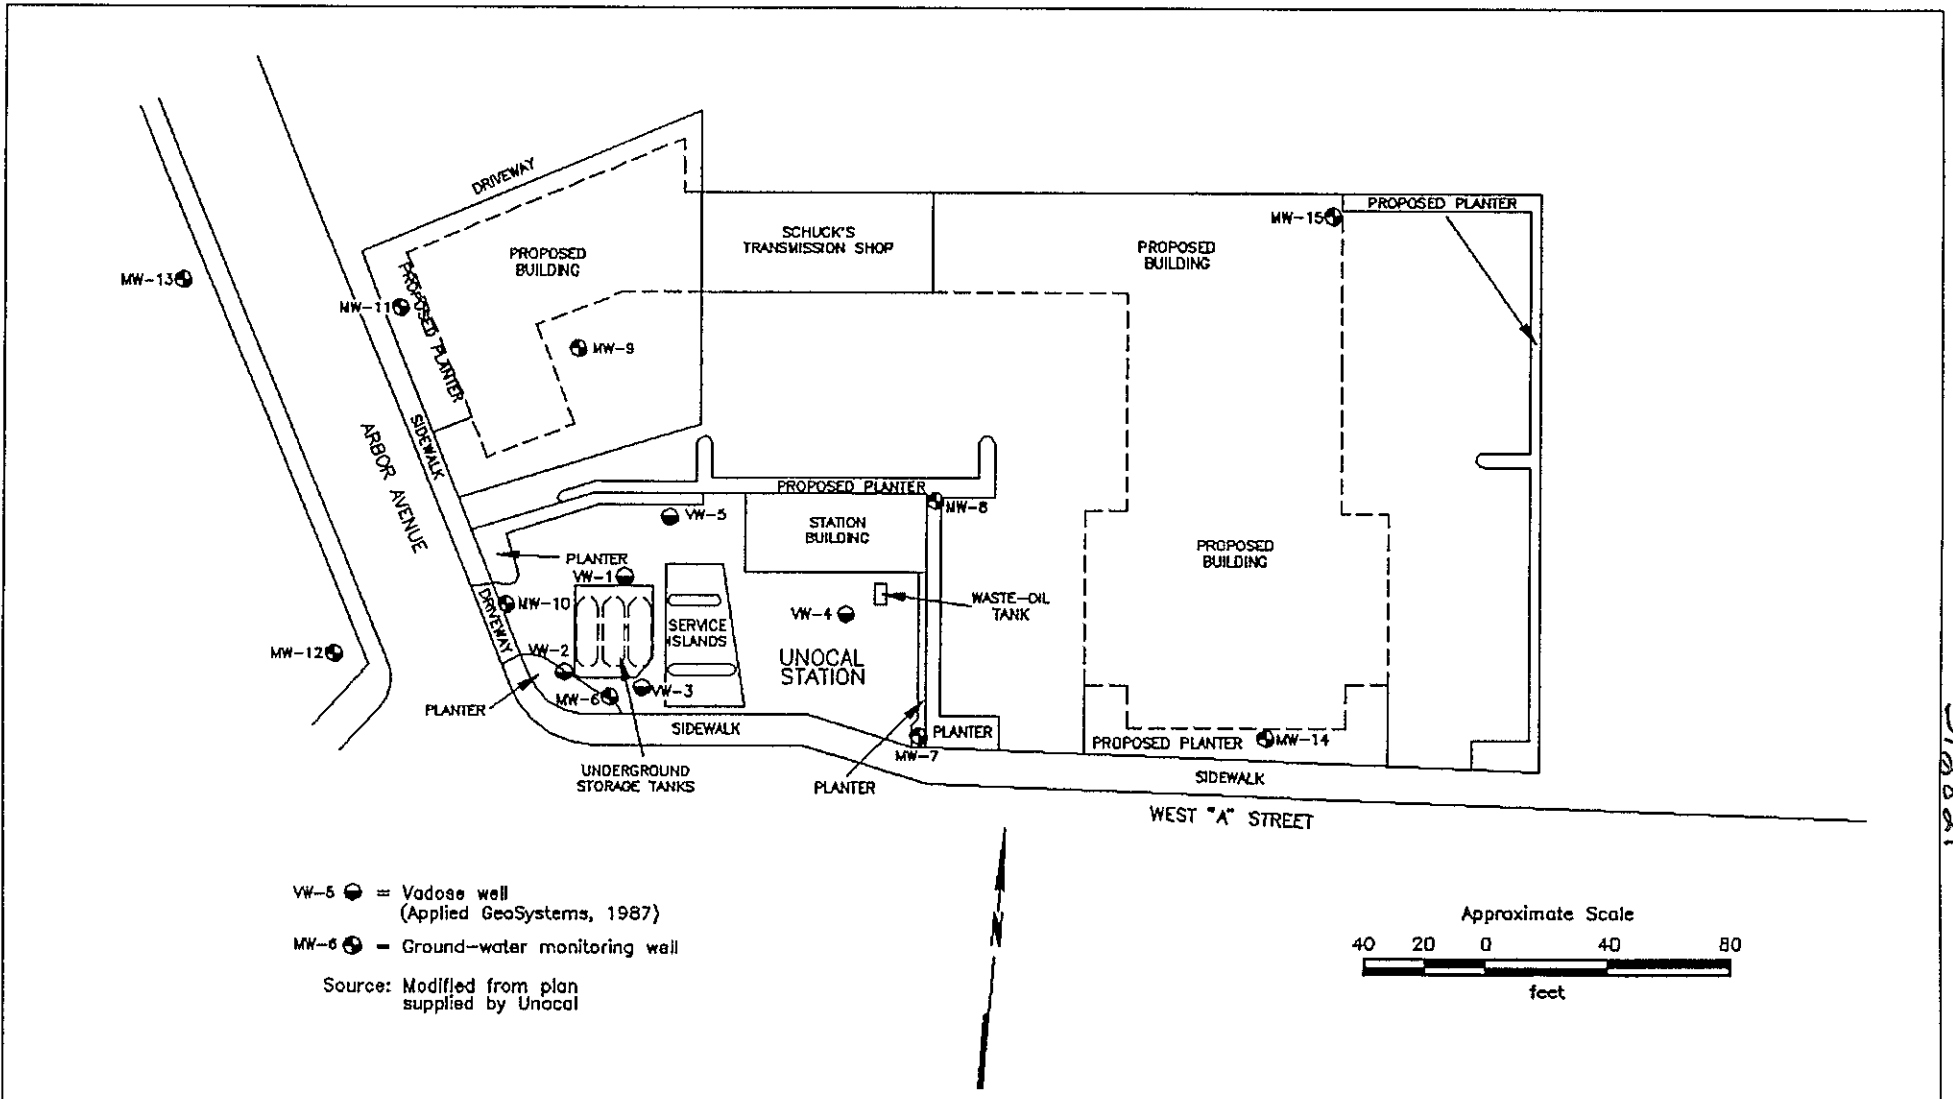 DRIVEWAY
PROPOSED PLANTER
MW-15
SCHUCK'S
TRANSMISSION SHOP
PROPOSED
BUILDING
PROPOSED
BUILDING
MW-13
MW-11
PROPOSED PLANTER
MW-9
SIDEWALK
ARBOR AVENUE
PROPOSED PLANTER
MW-8
VW-5
STATION
BUILDING
PROPOSED
BUILDING
PLANTER
VW-1
MW-10
DRIVEWAY
SERVICE
ISLANDS
VW-4
WASTE-OIL
TANK
MW-12
VW-2
UNOCAL
STATION
VW-3
MW-6
PLANTER
SIDEWALK
PLANTER
MW-7
PROPOSED PLANTER
MW-14
UNDERGROUND
STORAGE TANKS
PLANTER
SIDEWALK
WEST "A" STREET
VW-5 = Vadose well
(Applied GeoSystems, 1987)
MW-6 = Ground-water monitoring well
Source: Modified from plan
supplied by Unocal
N
Approximate Scale
40 20 0 40 80
feet